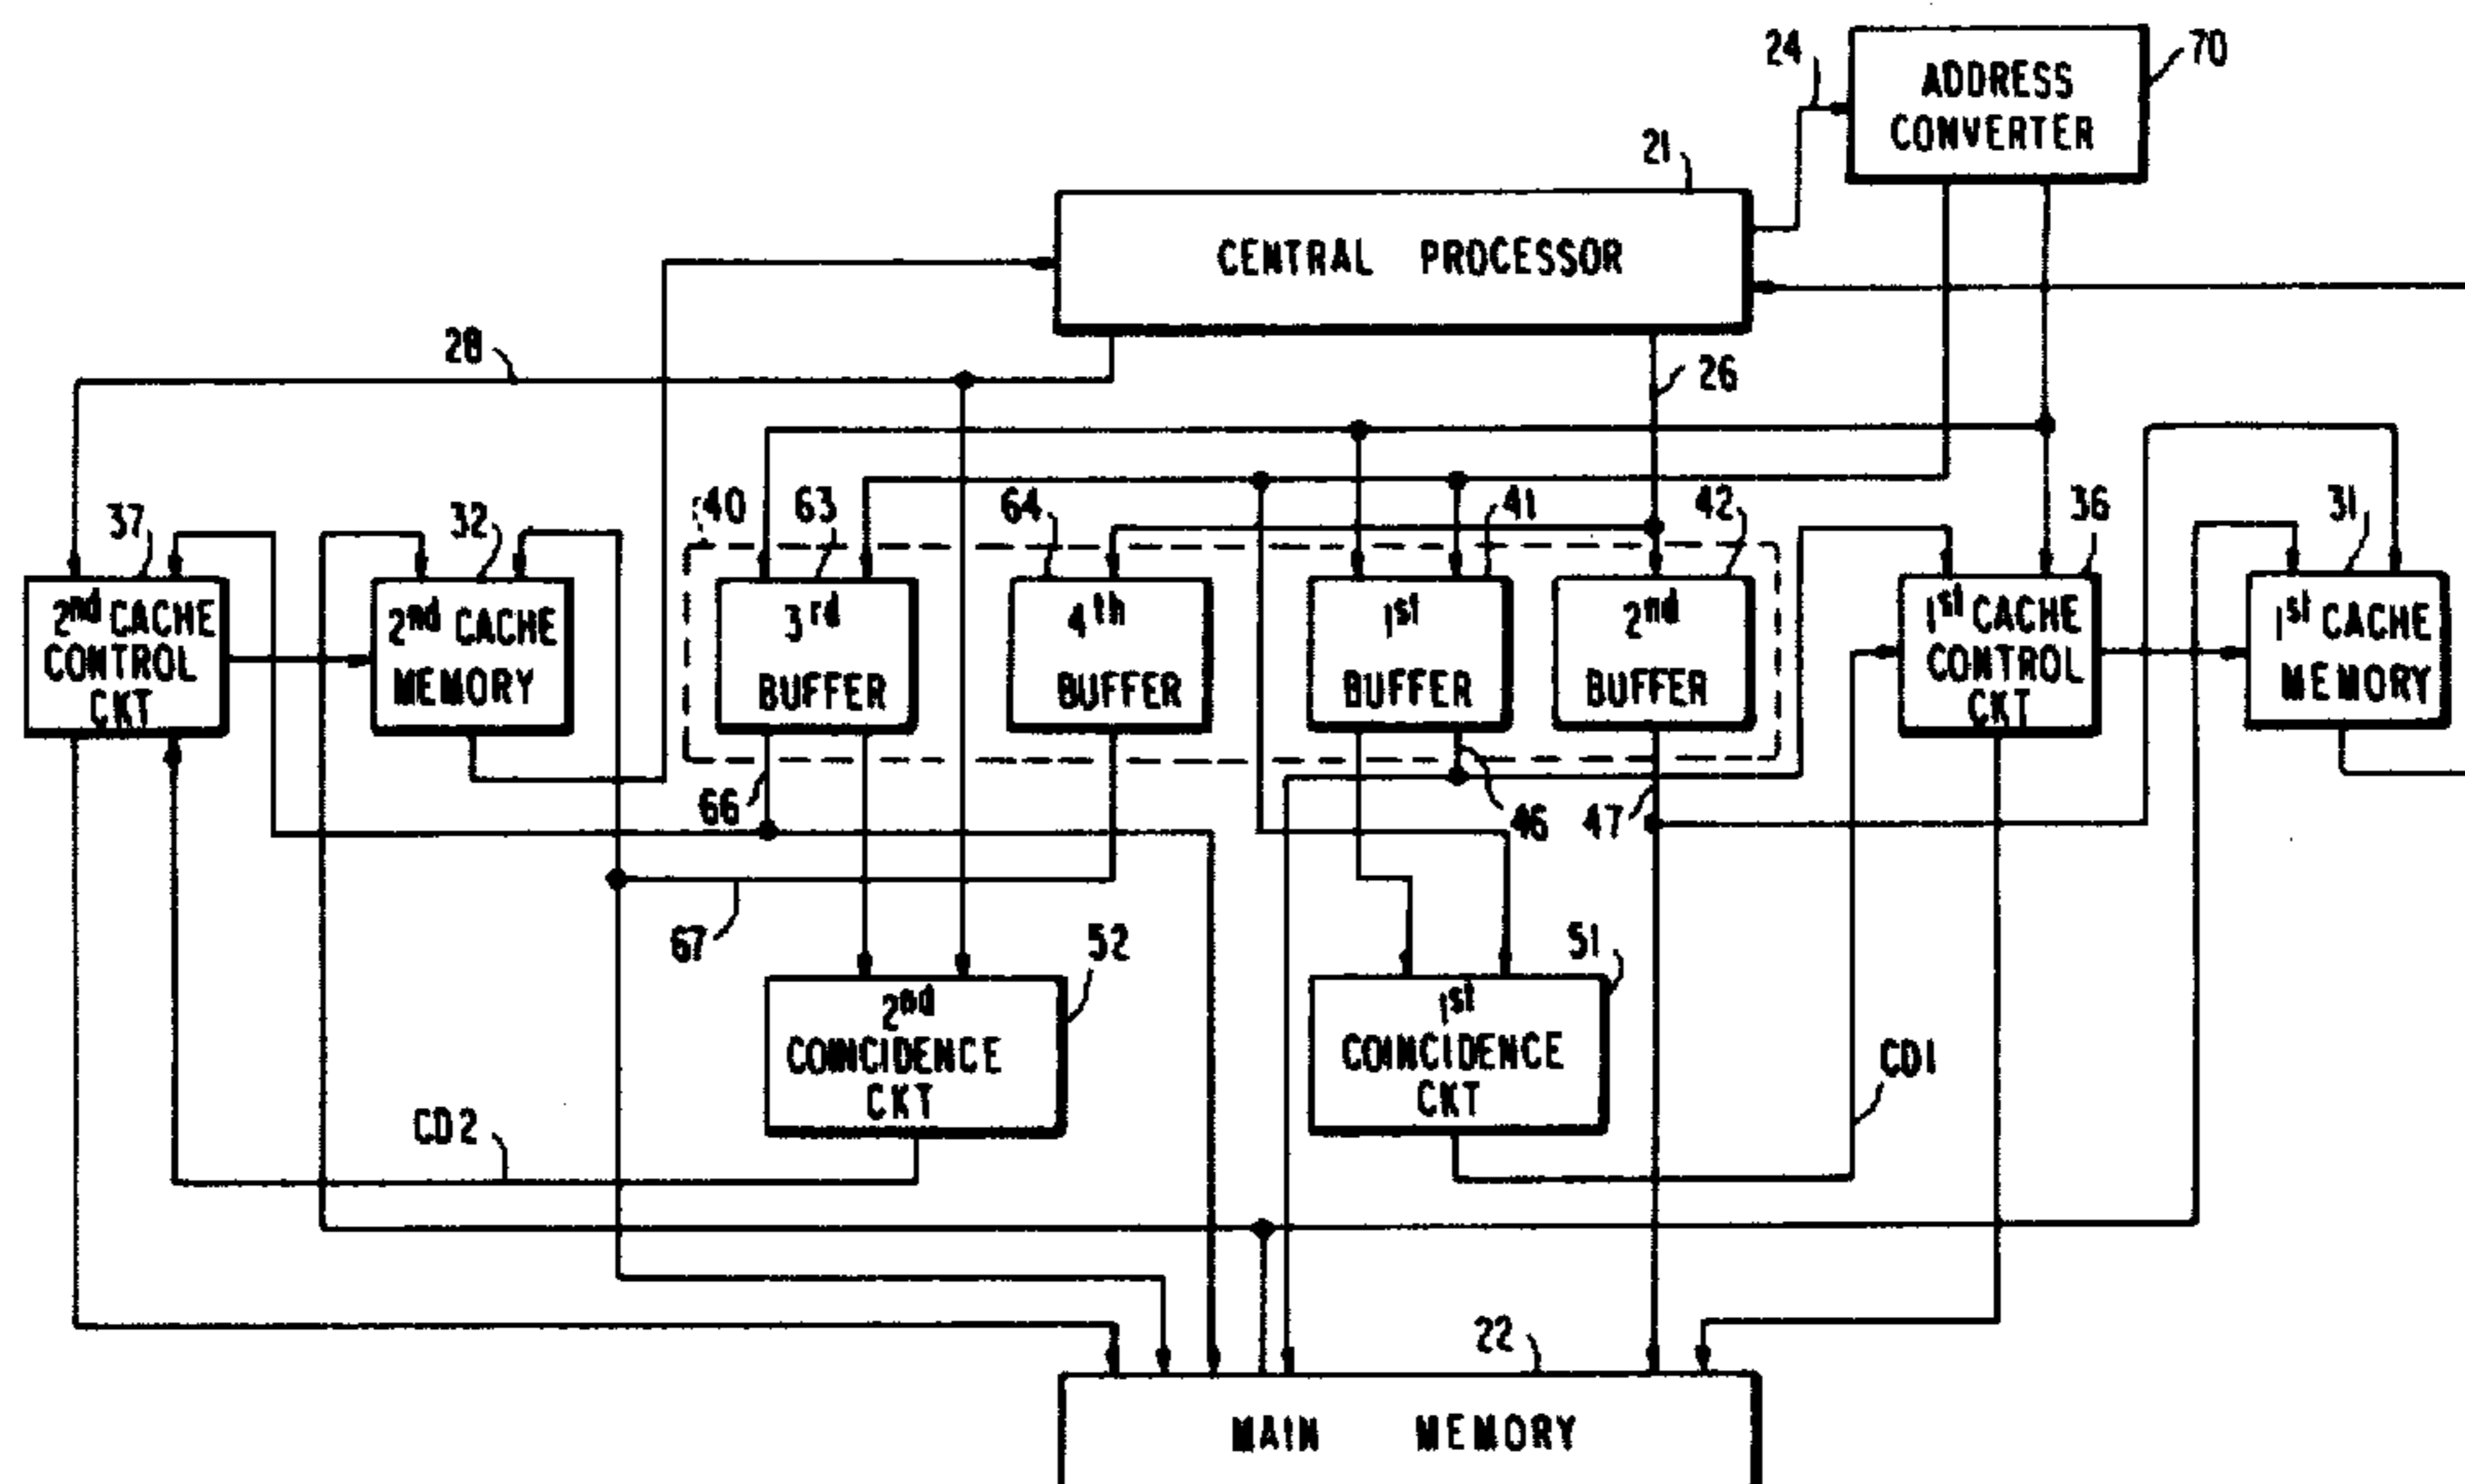 24
70
ADDRESS
CONVERTER
21
CENTRAL PROCESSOR
28
26
37
32
40
63
64
41
42
36
31
2nd CACHE
CONTROL
CKT
2nd CACHE
MEMORY
3rd
BUFFER
4th
BUFFER
1st
BUFFER
2nd
BUFFER
1st CACHE
CONTROL
CKT
1st CACHE
MEMORY
66
46
47
67
52
51
2nd
COINCIDENCE
CKT
1st
COINCIDENCE
CKT
CD1
CD2
22
MAIN MEMORY